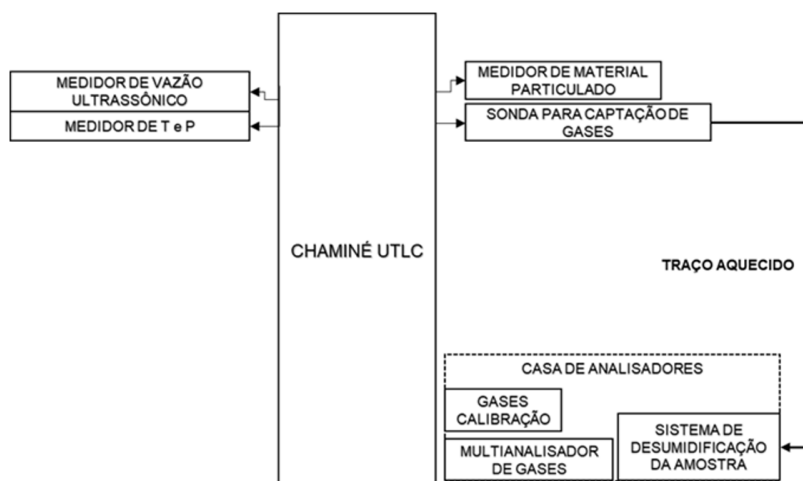 MEDIDOR DE VAZÃO
ULTRASSÔNICO
MEDIDOR DE T e P
MEDIDOR DE MATERIAL
PARTICULADO
SONDA PARA CAPTAÇÃO DE
GASES
CHAMINÉ UTLC
TRAÇO AQUECIDO
CASA DE ANALISADORES
GASES
CALIBRAÇÃO
MULTIANALISADOR
DE GASES
SISTEMA DE
DESUMIDIFICAÇÃO
DA AMOSTRA